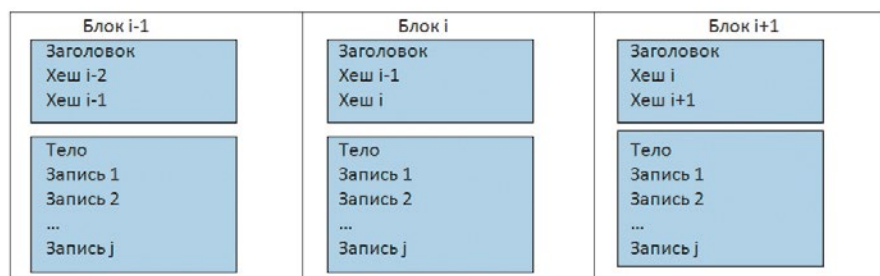 Блок i-1
Заголовок
Хеш i-2
Хеш i-1
Тело
Запись 1
Запись 2
...
Запись j
Блок i
Заголовок
Хеш i-1
Хеш i
Тело
Запись 1
Запись 2
...
Запись j
Блок i+1
Заголовок
Хеш i
Хеш i+1
Тело
Запись 1
Запись 2
...
Запись j